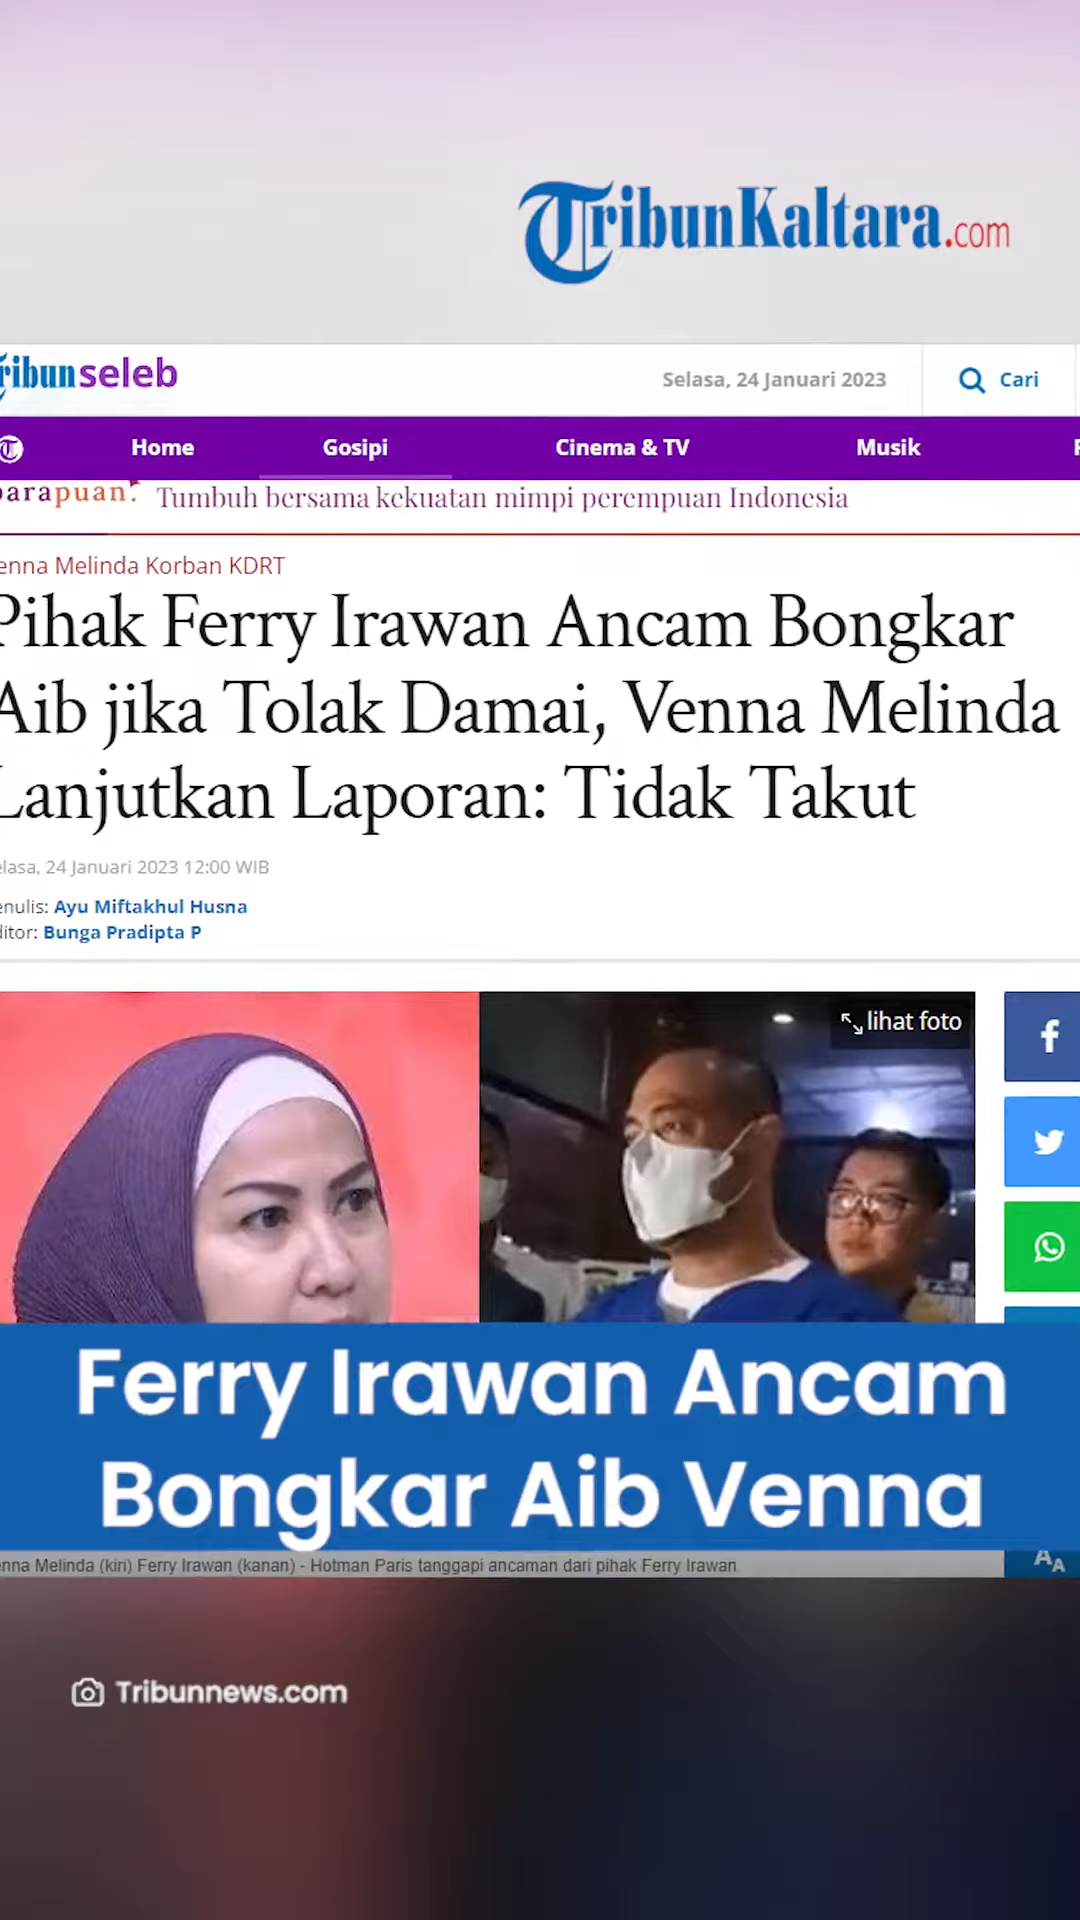 TribunKaltara.com
ribunseleb
Selasa, 24 Januari 2023
Cari
Home
Gosipi
Cinema & TV
Musik
parapuan.
Tumbuh bersama kekuatan mimpi perempuan Indonesia
enna Melinda Korban KDRT
Pihak Ferry Irawan Ancam Bongkar
Aib jika Tolak Damai, Venna Melinda
Lanjutkan Laporan: Tidak Takut
elasa, 24 Januari 2023 12:00 WIB
enulis: Ayu Miftakhul Husna
ditor: Bunga Pradipta P
lihat foto
Ferry Irawan Ancam
Bongkar Aib Venna
enna Melinda (kiri) Ferry Irawan (kanan) - Hotman Paris tanggapi ancaman dari pihak Ferry Irawan
AA
Tribunnews.com